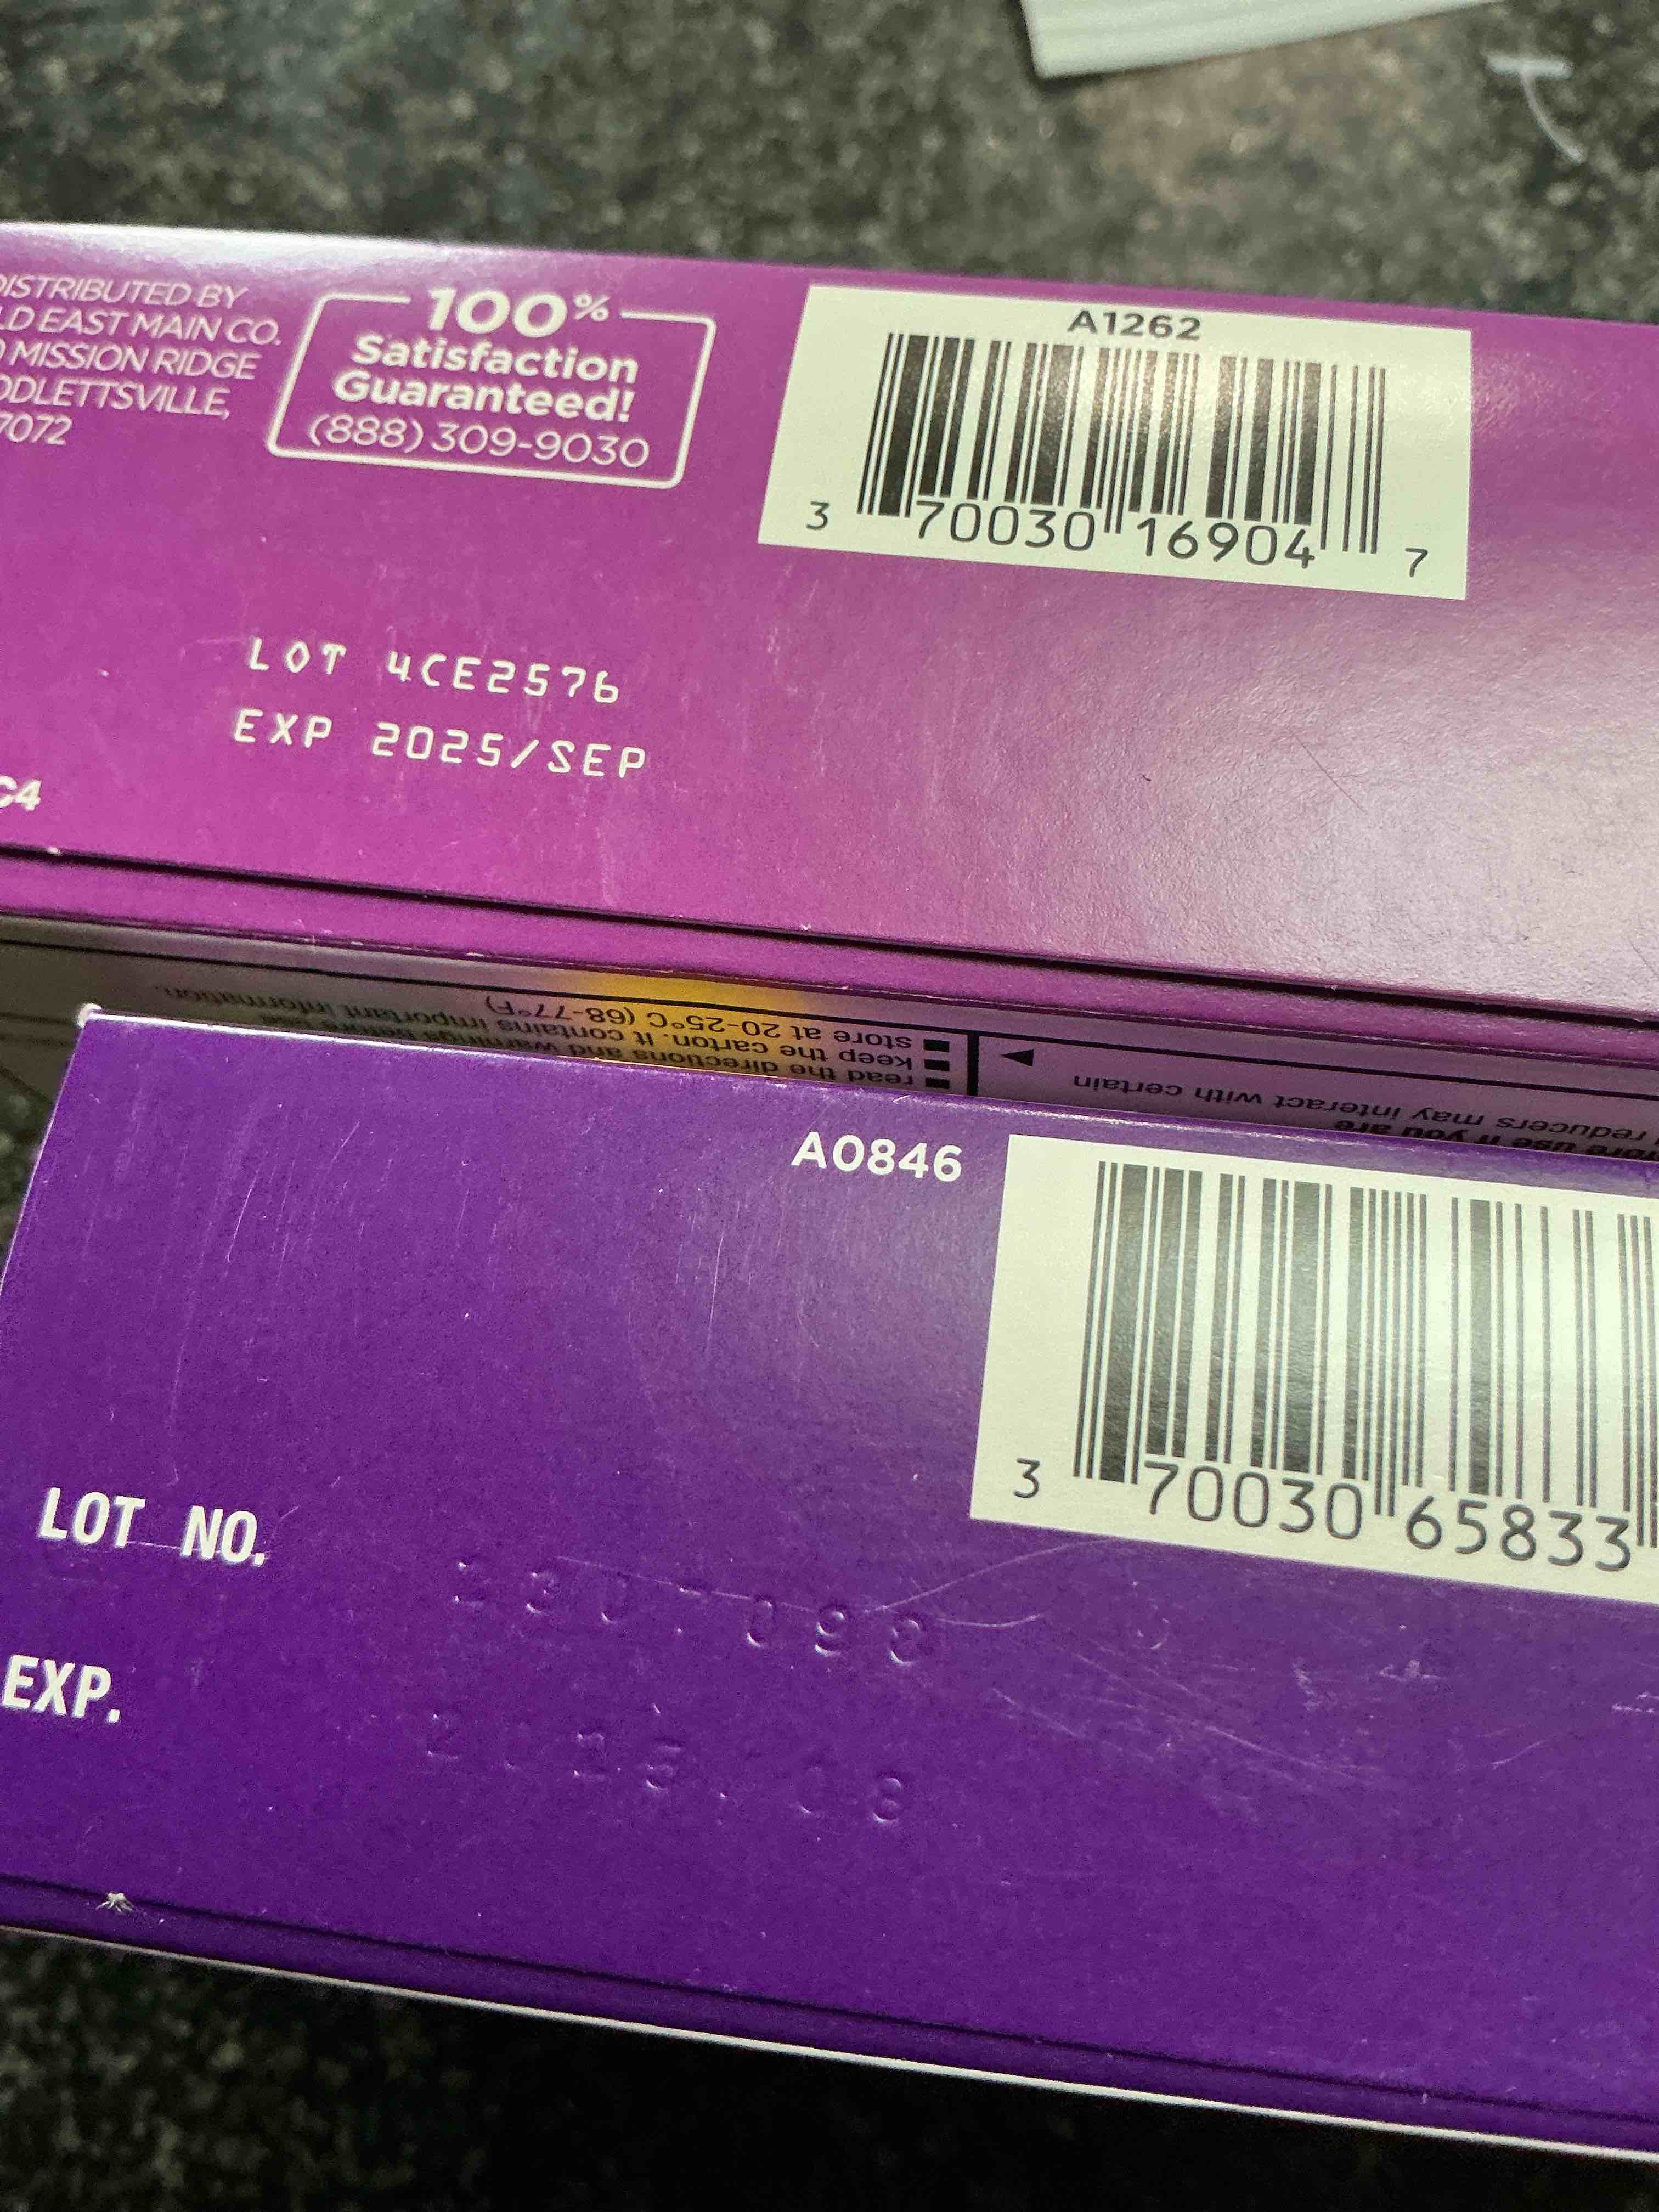 DISTRIBUTED BY
LD EAST MAIN CO.
MISSION RIDGE
ODLETTSVILLE,
7072
100%
Satisfaction
Guaranteed!
(888) 309-9030
A1262
3 70030 16904 7
LOT 4CE2576
EXP 2025/SEP
C4
reducers may interact with certain
read the directions and warnings before
keep the carton. It contains important information.
store at 20-25°C (68-77°F)
A0846
3 70030 65833
LOT NO.
EXP.